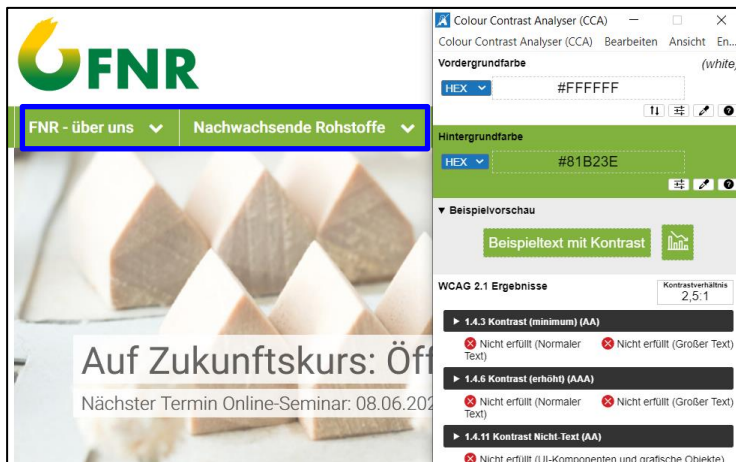 FNR
FNR - über uns
Nachwachsende Rohstoffe
Auf Zukunftskurs: Öff
Nächster Termin Online-Seminar: 08.06.202
Colour Contrast Analyser (CCA)
Colour Contrast Analyser (CCA) Bearbeiten Ansicht En...
Vordergrundfarbe (white)
HEX #FFFFFF
Hintergrundfarbe
HEX #81B23E
▼ Beispielvorschau
Beispieltext mit Kontrast
WCAG 2.1 Ergebnisse
Kontrastverhältnis
2,5:1
► 1.4.3 Kontrast (minimum) (AA)
Nicht erfüllt (Normaler Text)
Nicht erfüllt (Großer Text)
► 1.4.6 Kontrast (erhöht) (AAA)
Nicht erfüllt (Normaler Text)
Nicht erfüllt (Großer Text)
► 1.4.11 Kontrast Nicht-Text (AA)
Nicht erfüllt (UI-Komponenten und grafische Objekte)